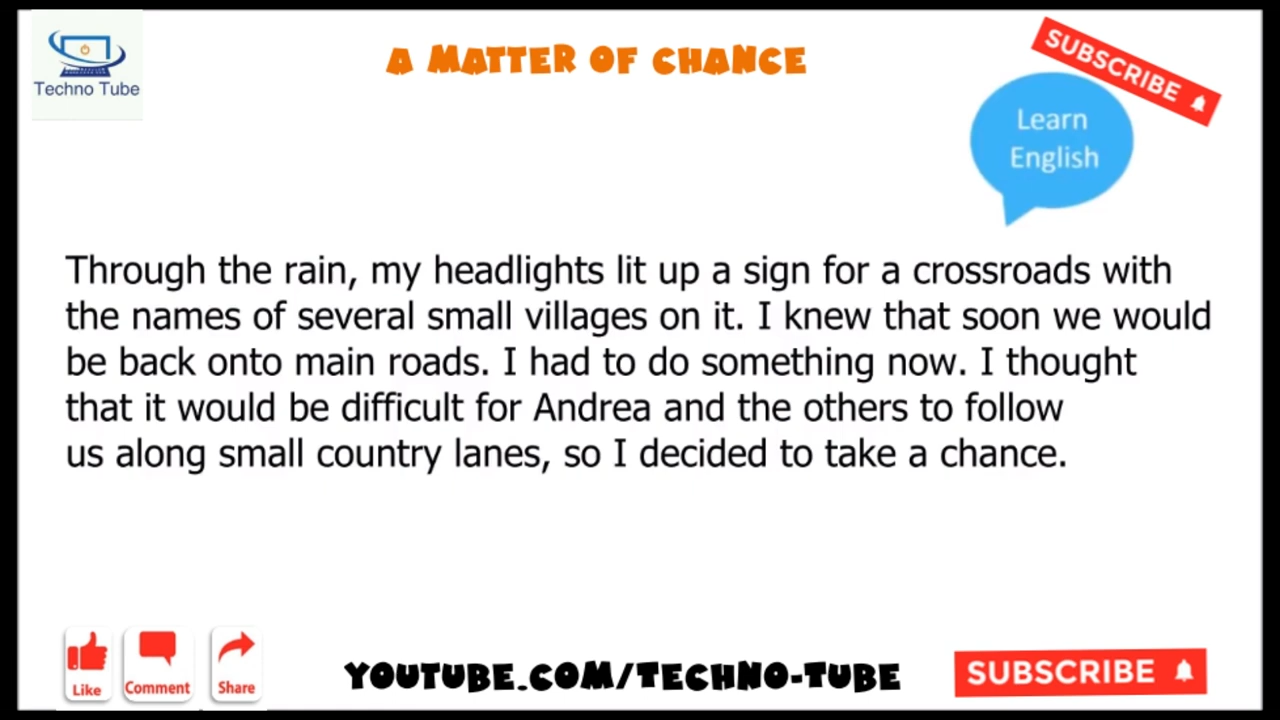 Techno Tube
A MATTER OF CHANCE
SUBSCRIBE
Learn
English
Through the rain, my headlights lit up a sign for a crossroads with
the names of several small villages on it. I knew that soon we would
be back onto main roads. I had to do something now. I thought
that it would be difficult for Andrea and the others to follow
us along small country lanes, so I decided to take a chance.
Like
Comment
Share
YOUTUBE.COM/TECHNO-TUBE
SUBSCRIBE